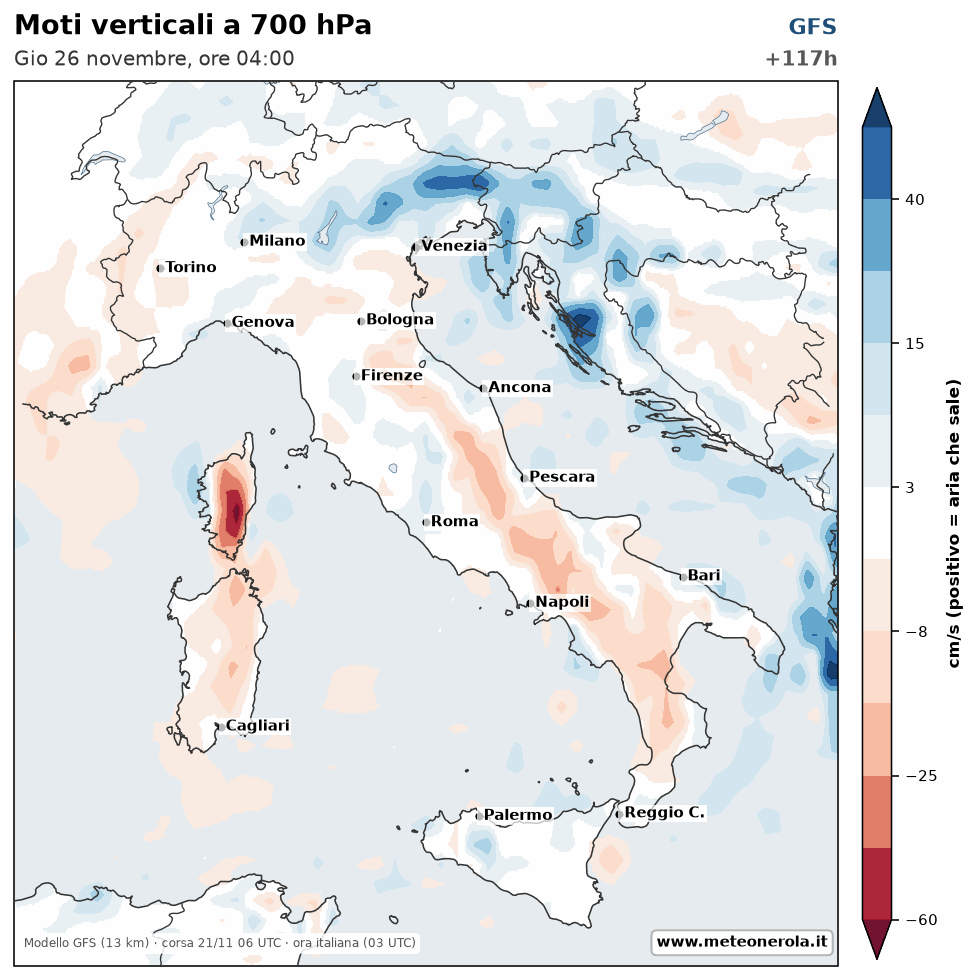 Moti verticali a 700 hPa
GFS
Gio 26 novembre, ore 04:00
+117h
40
15
3
−8
−25
−60
cm/s (positivo = aria che sale)
Milano
Venezia
Torino
Genova
Bologna
Firenze
Ancona
Pescara
Roma
Bari
Napoli
Cagliari
Palermo
Reggio C.
Modello GFS (13 km) · corsa 21/11 06 UTC · ora italiana (03 UTC)
www.meteonerola.it